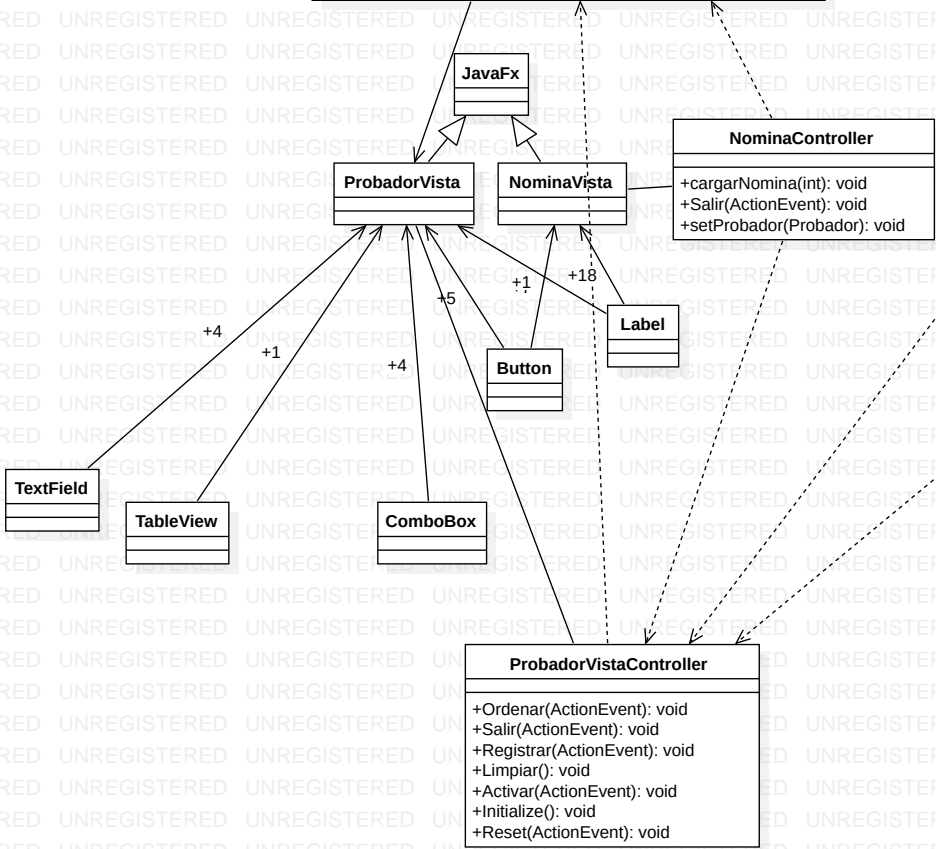 JavaFx
NominaController
+cargarNomina(int): void
+Salir(ActionEvent): void
+setProbador(Probador): void
ProbadorVista
NominaVista
+1
+18
+5
Label
+4
+1
+4
Button
TextField
TableView
ComboBox
ProbadorVistaController
+Ordenar(ActionEvent): void
+Salir(ActionEvent): void
+Registrar(ActionEvent): void
+Limpiar(): void
+Activar(ActionEvent): void
+Initialize(): void
+Reset(ActionEvent): void
UNREGISTERED